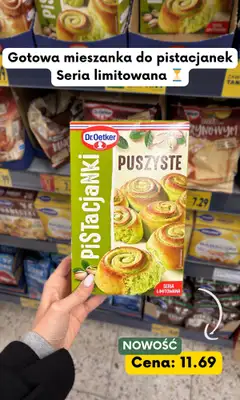 Gotowa mieszanka do pistacjanek
Seria limitowana ⏳
Dr.Oetker
PUSZYSTE
PiSTacJaNKi
SERIA
LIMITOWANA
7.29
NOWOŚĆ
Cena: 11.69